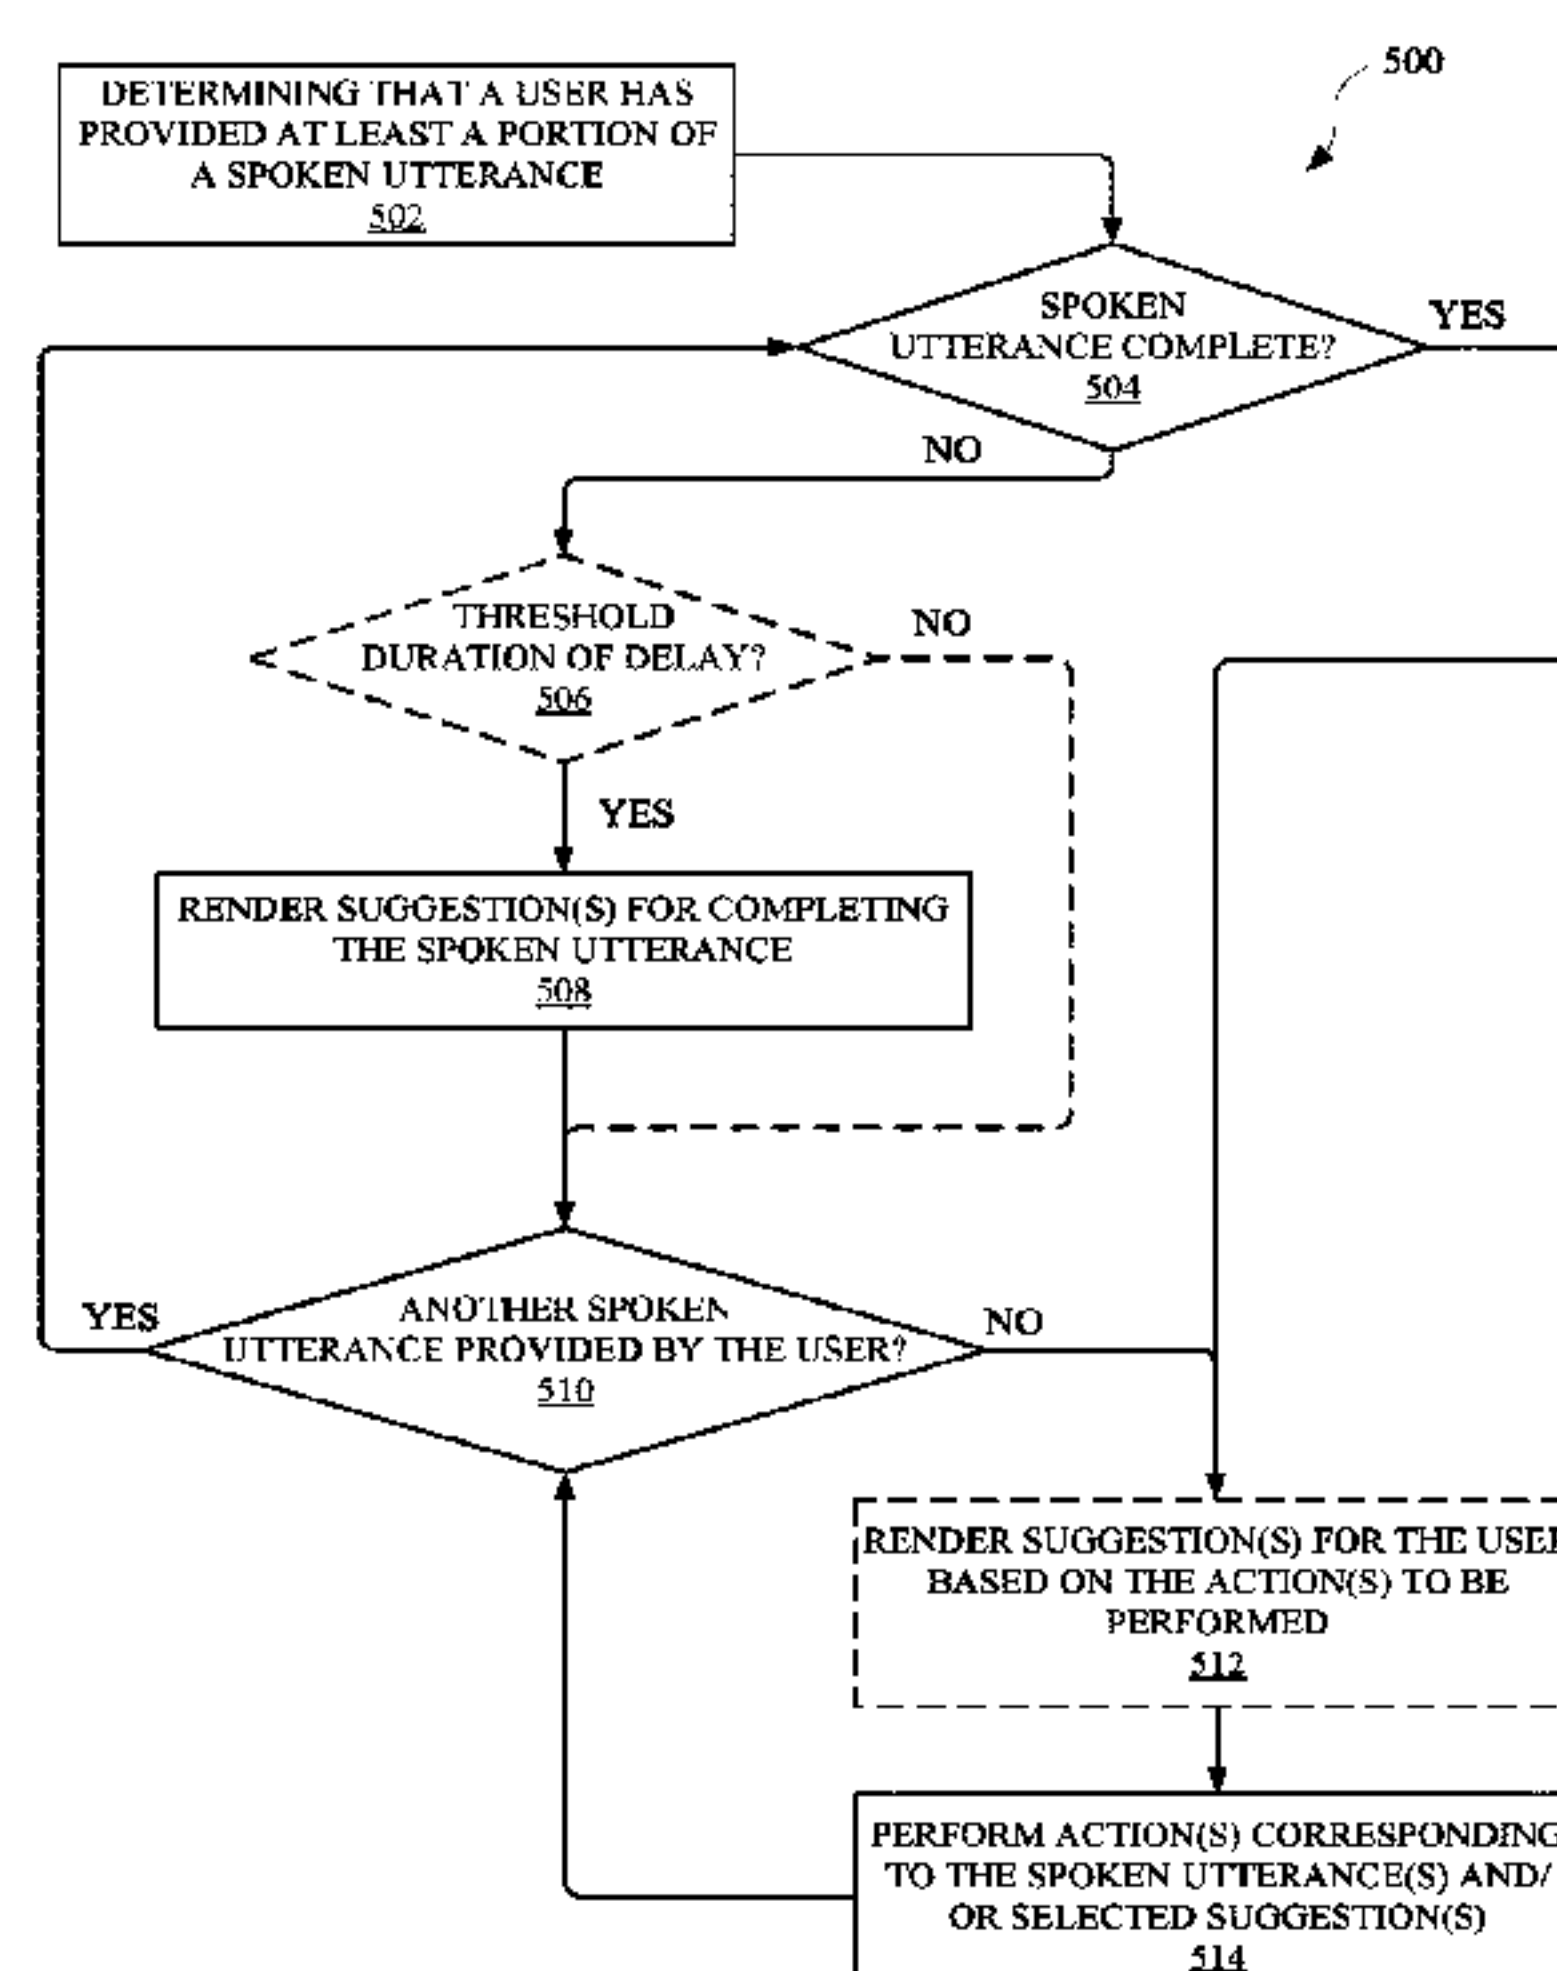 500
DETERMINING THAT A USER HAS
PROVIDED AT LEAST A PORTION OF
A SPOKEN UTTERANCE
502
SPOKEN
UTTERANCE COMPLETE?
504
YES
NO
THRESHOLD
DURATION OF DELAY?
506
NO
YES
RENDER SUGGESTION(S) FOR COMPLETING
THE SPOKEN UTTERANCE
508
YES
ANOTHER SPOKEN
UTTERANCE PROVIDED BY THE USER?
510
NO
RENDER SUGGESTION(S) FOR THE USER
BASED ON THE ACTION(S) TO BE
PERFORMED
512
PERFORM ACTION(S) CORRESPONDING
TO THE SPOKEN UTTERANCE(S) AND/
OR SELECTED SUGGESTION(S)
514